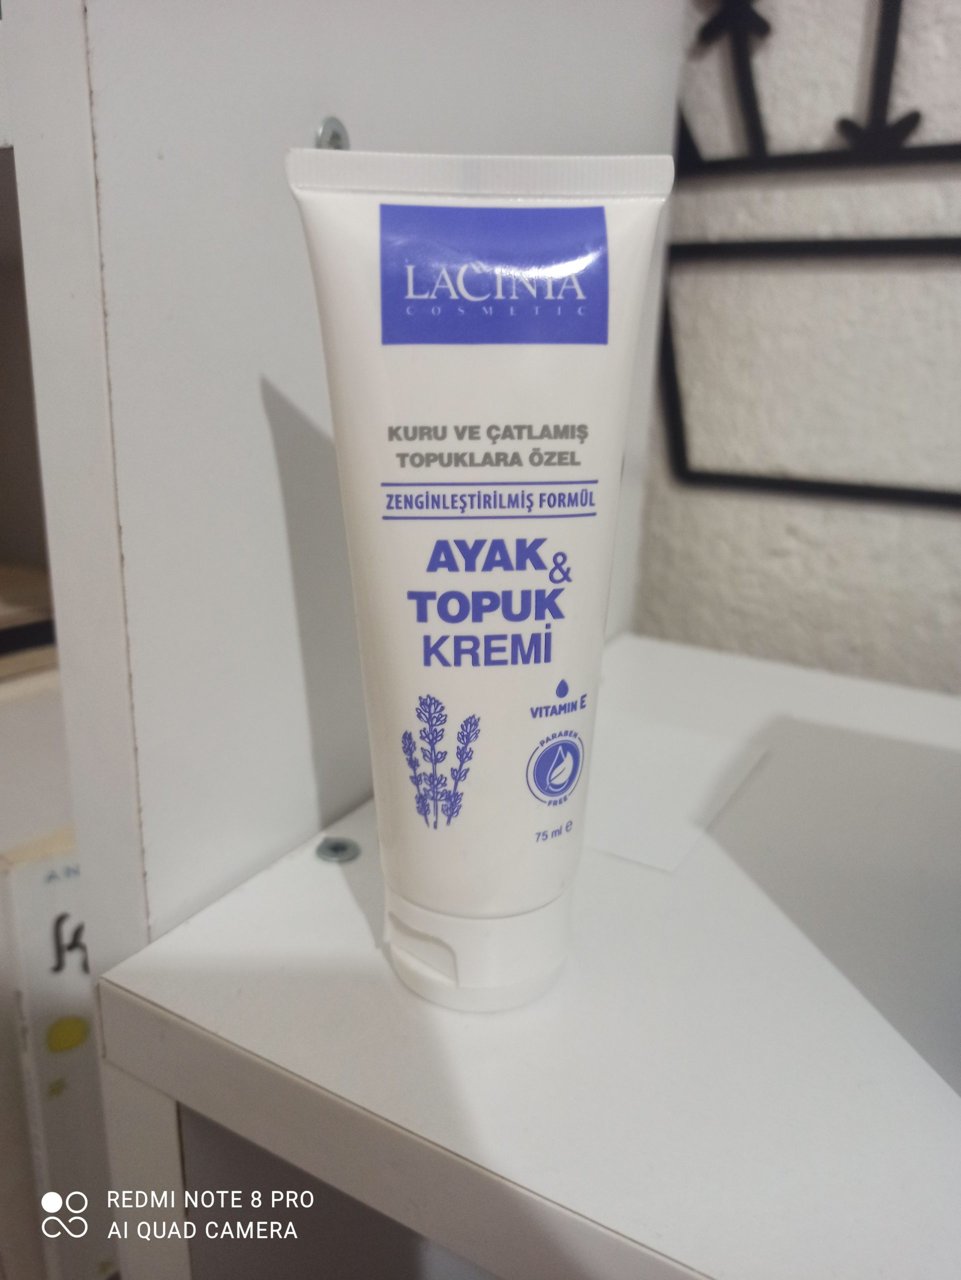 LACINIA
COSMETIC
KURU VE ÇATLAMIŞ
TOPUKLARA ÖZEL
ZENGİNLEŞTİRİLMİŞ FORMÜL
AYAK &
TOPUK
KREMİ
VITAMIN E
PARABEN
FREE
75 ml ℮
AN
REDMI NOTE 8 PRO
AI QUAD CAMERA